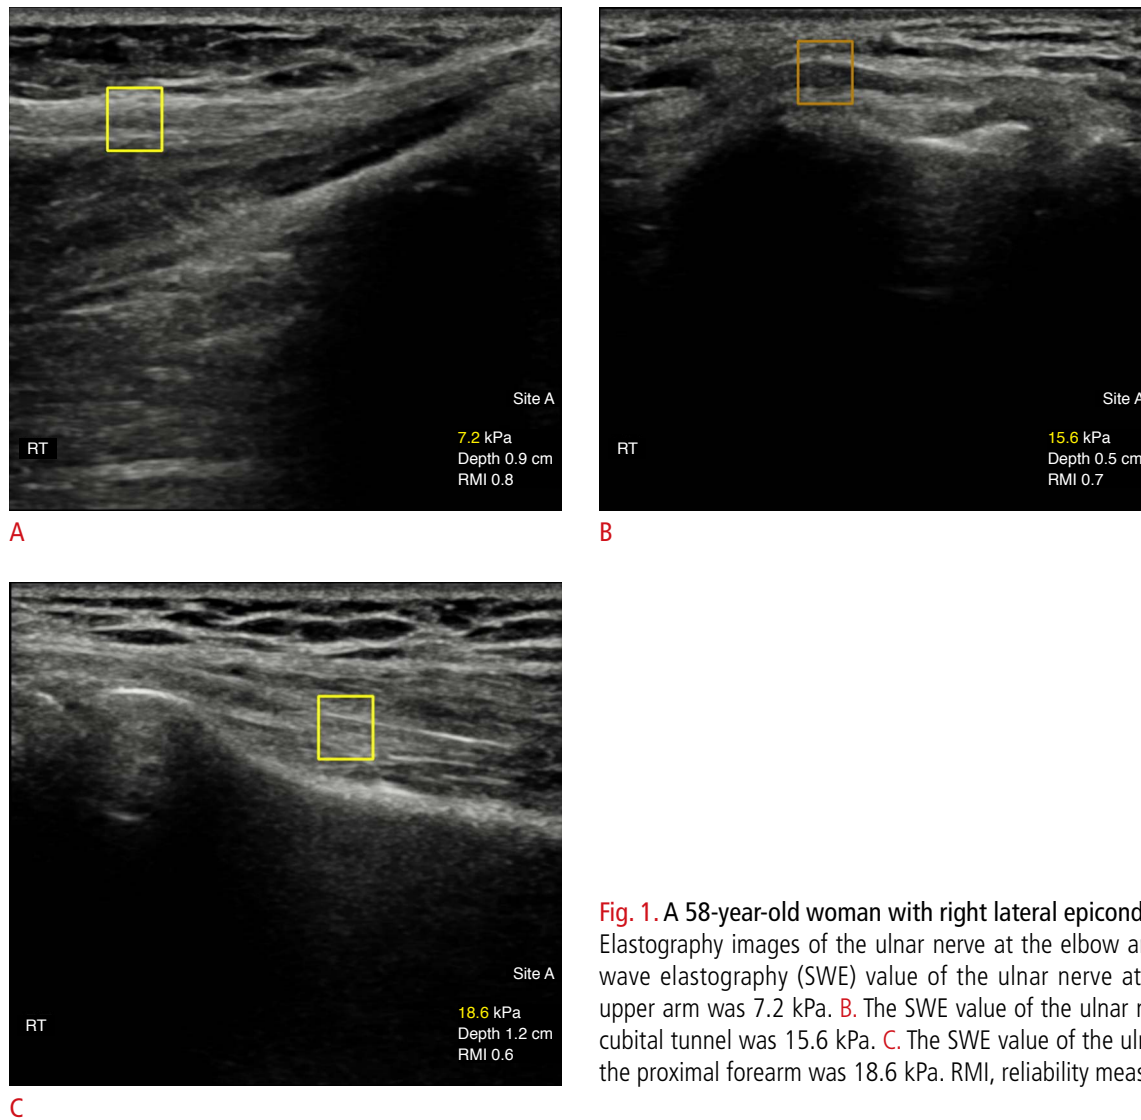 Site A
7.2 kPa
RT
Depth 0.9 cm
RMI 0.8
A
Site A
15.6 kPa
RT
Depth 0.5 cm
RMI 0.7
B
Site A
18.6 kPa
RT
Depth 1.2 cm
RMI 0.6
C
Fig. 1. A 58-year-old woman with right lateral epicond
Elastography images of the ulnar nerve at the elbow
wave elastography (SWE) value of the ulnar nerve at
upper arm was 7.2 kPa. B. The SWE value of the ulnar
cubital tunnel was 15.6 kPa. C. The SWE value of the
the proximal forearm was 18.6 kPa. RMI, reliability